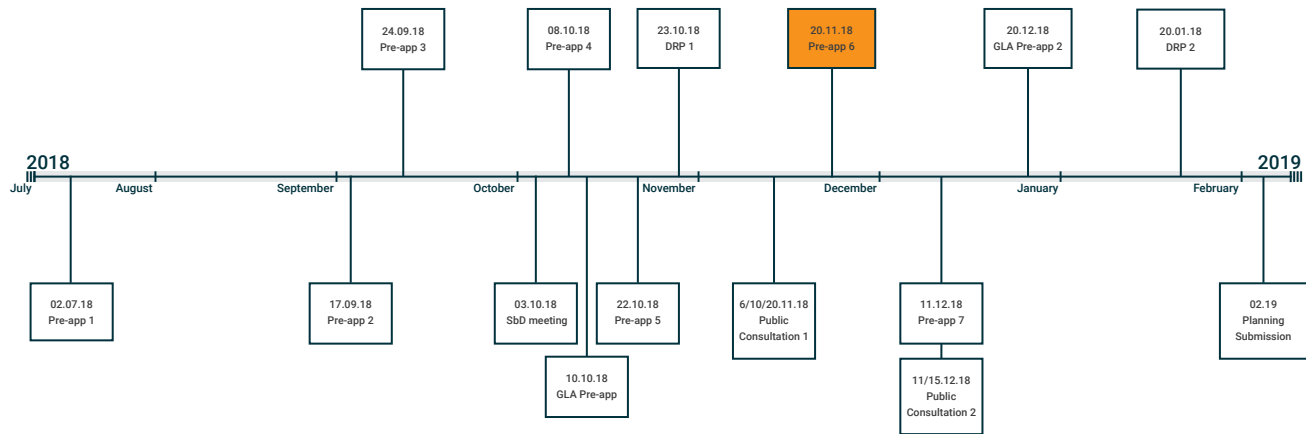 24.09.18
Pre-app 3
08.10.18
Pre-app 4
23.10.18
DRP 1
20.11.18
Pre-app 6
20.12.18
GLA Pre-app 2
20.01.18
DRP 2
2018
2019
July
August
September
October
November
December
January
February
02.07.18
Pre-app 1
17.09.18
Pre-app 2
03.10.18
SbD meeting
22.10.18
Pre-app 5
6/10/20.11.18
Public
Consultation 1
11.12.18
Pre-app 7
02.19
Planning
Submission
10.10.18
GLA Pre-app
11/15.12.18
Public
Consultation 2